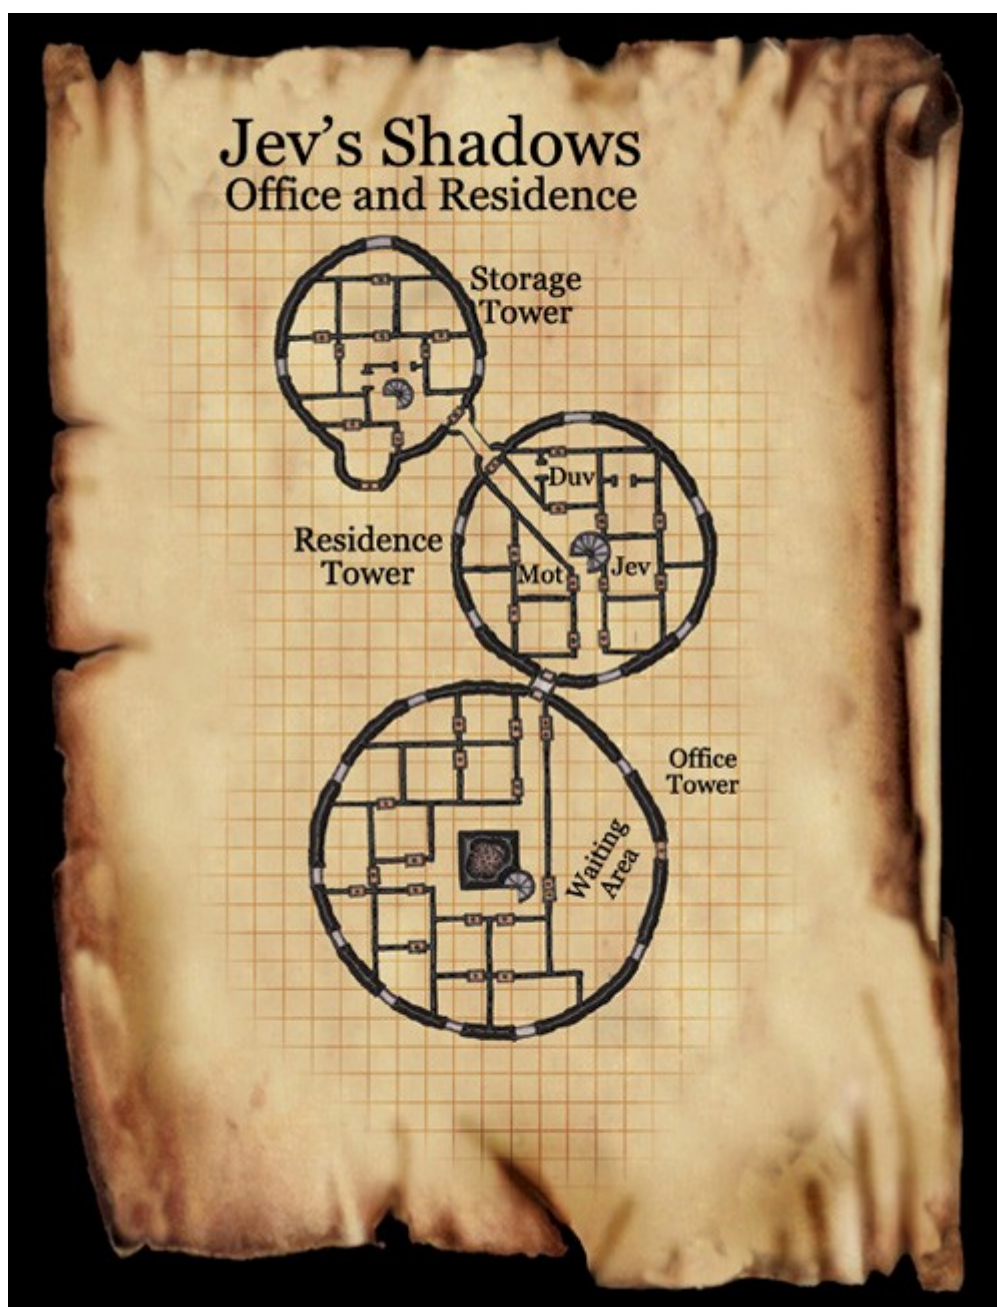 Jev’s Shadows
Office and Residence
Storage
Tower
Duv
Residence
Tower
Mot
Jev
Office
Tower
Waiting
Area